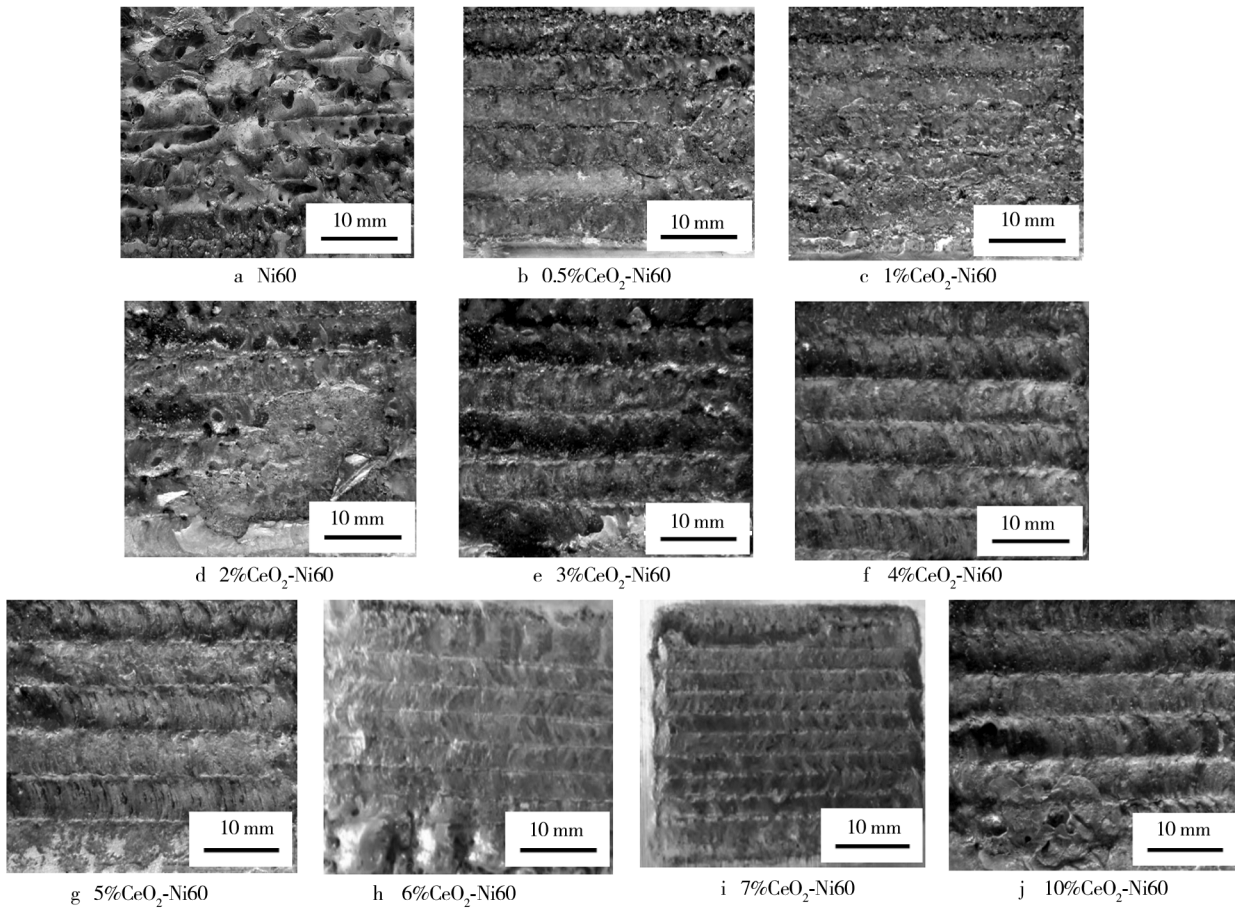 10 mm
10 mm
10 mm
a Ni60
b 0.5%CeO₂-Ni60
c 1%CeO₂-Ni60
10 mm
10 mm
10 mm
d 2%CeO₂-Ni60
e 3%CeO₂-Ni60
f 4%CeO₂-Ni60
10 mm
10 mm
10 mm
10 mm
g 5%CeO₂-Ni60
h 6%CeO₂-Ni60
i 7%CeO₂-Ni60
j 10%CeO₂-Ni60